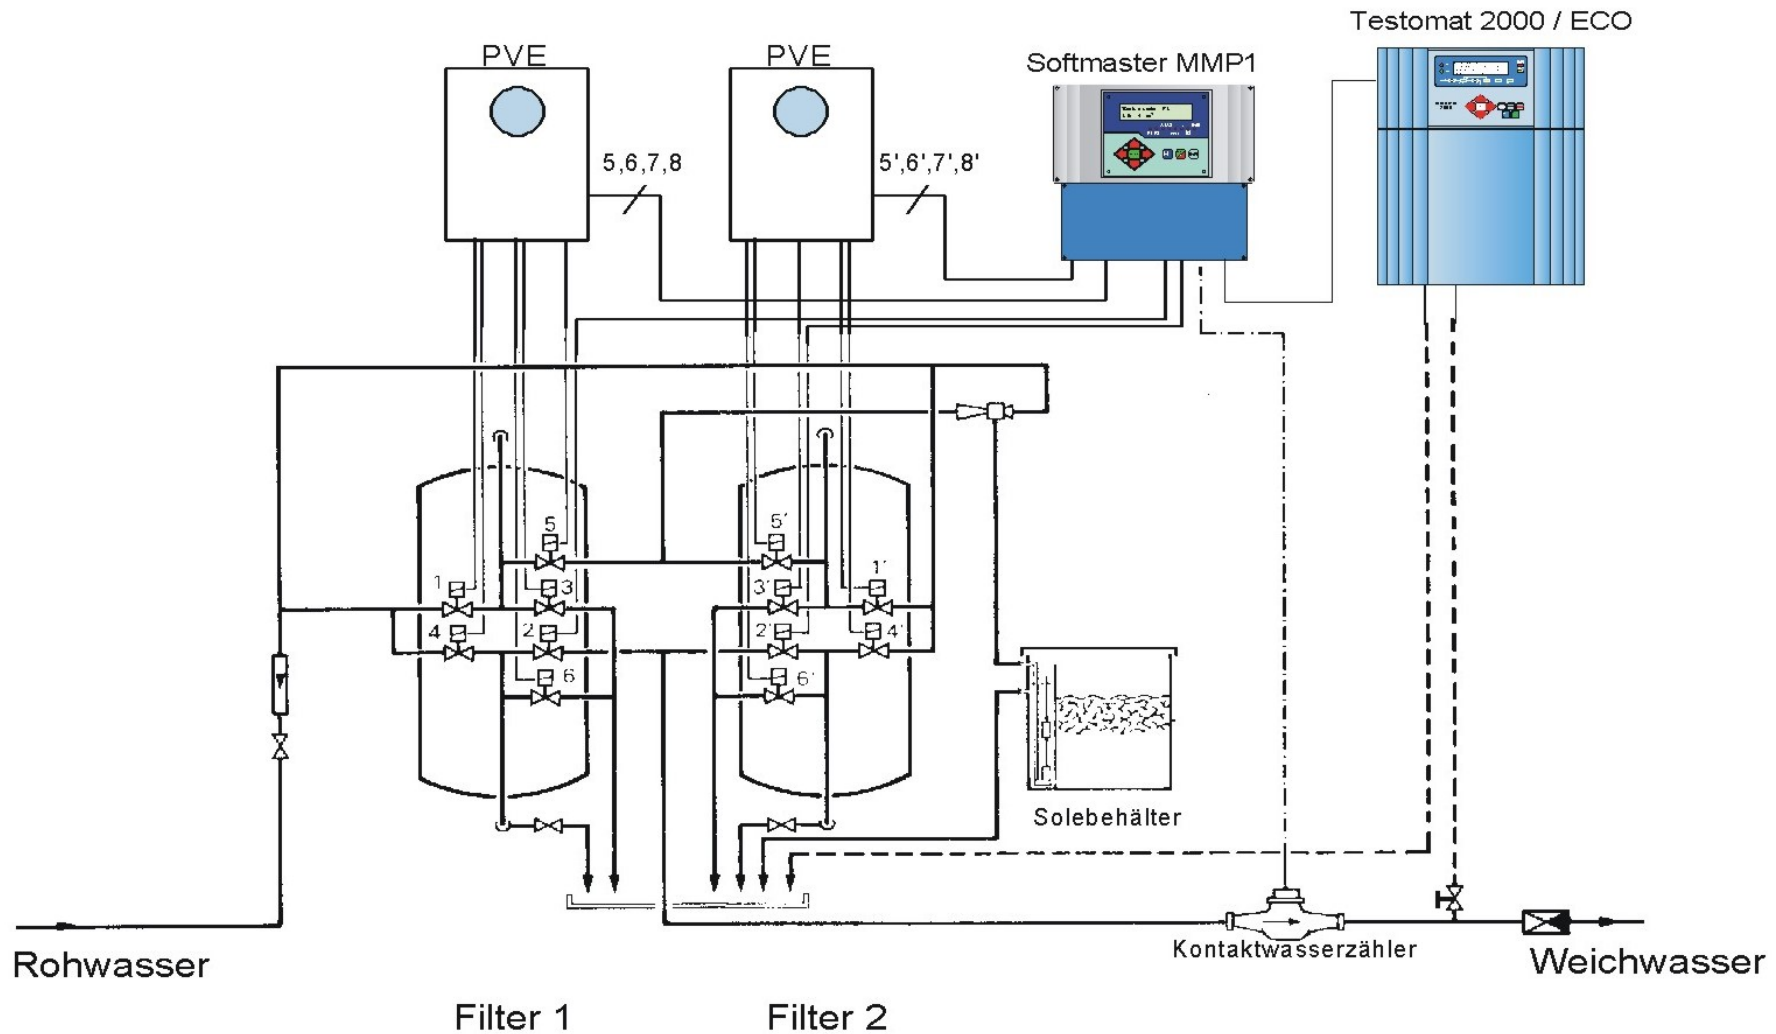 Testomat 2000 / ECO
PVE
PVE
Softmaster MMP1
5,6,7,8
5',6',7',8'
5
5'
1
3
3'
1'
4
2
2'
4'
6
6'
Solebehälter
Kontaktwasserzähler
Rohwasser
Weichwasser
Filter 1
Filter 2